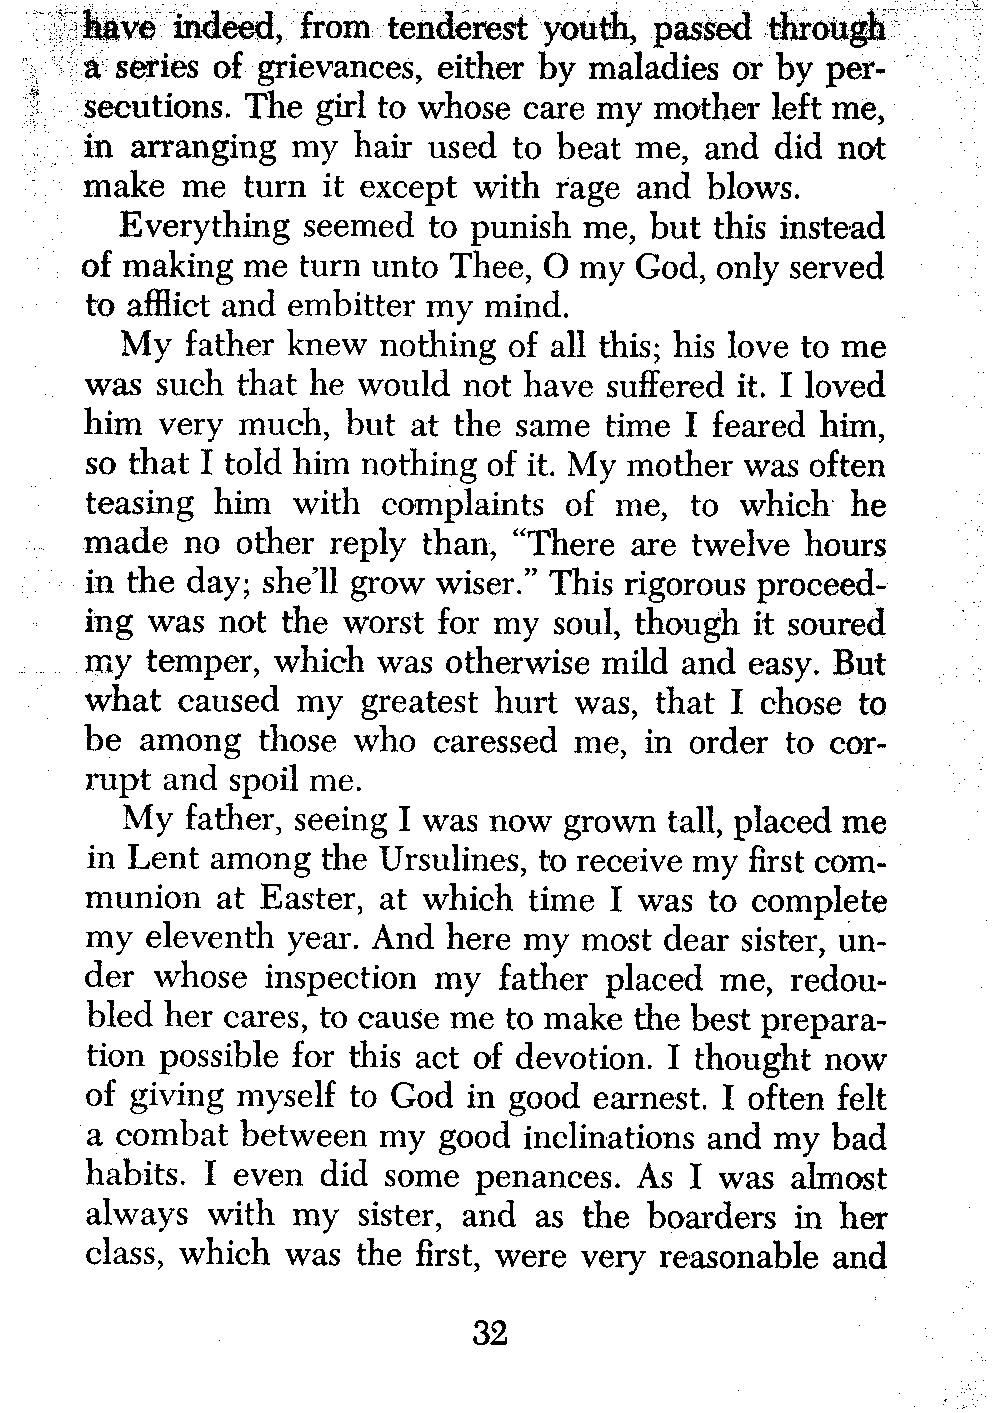 have indeed, from tenderest youth, passed through
a series of grievances, either by maladies or by per-
secutions. The girl to whose care my mother left me,
in arranging my hair used to beat me, and did not
make me turn it except with rage and blows.
Everything seemed to punish me, but this instead
of making me turn unto Thee, O my God, only served
to afflict and embitter my mind.
My father knew nothing of all this; his love to me
was such that he would not have suffered it. I loved
him very much, but at the same time I feared him,
so that I told him nothing of it. My mother was often
teasing him with complaints of me, to which he
made no other reply than, “There are twelve hours
in the day; she’ll grow wiser.” This rigorous proceed-
ing was not the worst for my soul, though it soured
my temper, which was otherwise mild and easy. But
what caused my greatest hurt was, that I chose to
be among those who caressed me, in order to cor-
rupt and spoil me.
My father, seeing I was now grown tall, placed me
in Lent among the Ursulines, to receive my first com-
munion at Easter, at which time I was to complete
my eleventh year. And here my most dear sister, un-
der whose inspection my father placed me, redou-
bled her cares, to cause me to make the best prepara-
tion possible for this act of devotion. I thought now
of giving myself to God in good earnest. I often felt
a combat between my good inclinations and my bad
habits. I even did some penances. As I was almost
always with my sister, and as the boarders in her
class, which was the first, were very reasonable and
32